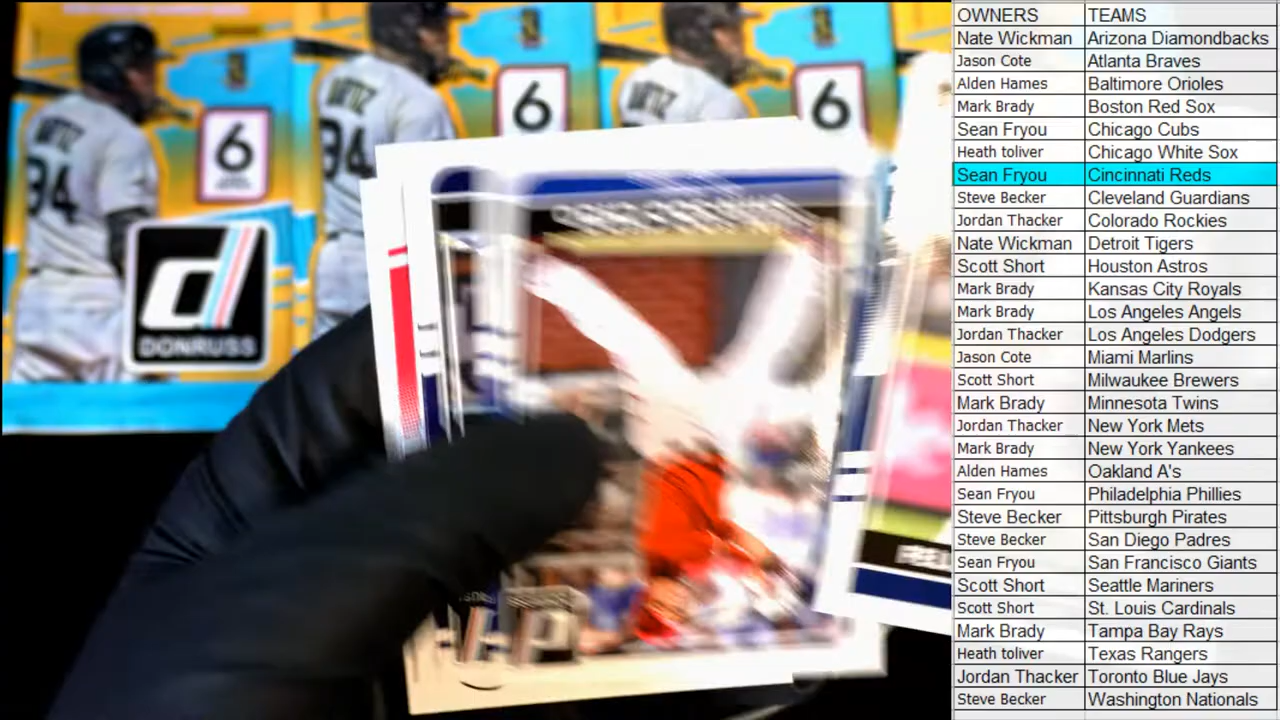 OWNERS TEAMS
Nate Wickman Arizona Diamondbacks
Jason Cote Atlanta Braves
Alden Hames Baltimore Orioles
Mark Brady Boston Red Sox
Sean Fryou Chicago Cubs
Heath toliver Chicago White Sox
Sean Fryou Cincinnati Reds
Steve Becker Cleveland Guardians
Jordan Thacker Colorado Rockies
Nate Wickman Detroit Tigers
Scott Short Houston Astros
Mark Brady Kansas City Royals
Mark Brady Los Angeles Angels
Jordan Thacker Los Angeles Dodgers
Jason Cote Miami Marlins
Scott Short Milwaukee Brewers
Mark Brady Minnesota Twins
Jordan Thacker New York Mets
Mark Brady New York Yankees
Alden Hames Oakland A's
Sean Fryou Philadelphia Phillies
Steve Becker Pittsburgh Pirates
Steve Becker San Diego Padres
Sean Fryou San Francisco Giants
Scott Short Seattle Mariners
Scott Short St. Louis Cardinals
Mark Brady Tampa Bay Rays
Heath toliver Texas Rangers
Jordan Thacker Toronto Blue Jays
Steve Becker Washington Nationals
6
6
6
94
94
d
DONRUSS